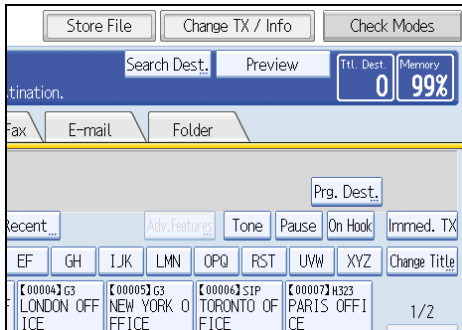 Store File Change TX / Info Check Modes
Search Dest. Preview Ttl. Dest. Memory
tination. 0 99%
Fax E-mail Folder
Prg. Dest.
Recent Adv.Features Tone Pause On Hook Immed. TX
EF GH IJK LMN OPQ RST UVW XYZ Change Title
【00004】G3 【00005】G3 【00006】SIP 【00007】H323
F LONDON OFF NEW YORK O TORONTO OF PARIS OFFI 1/2
ICE FFICE FICE CE